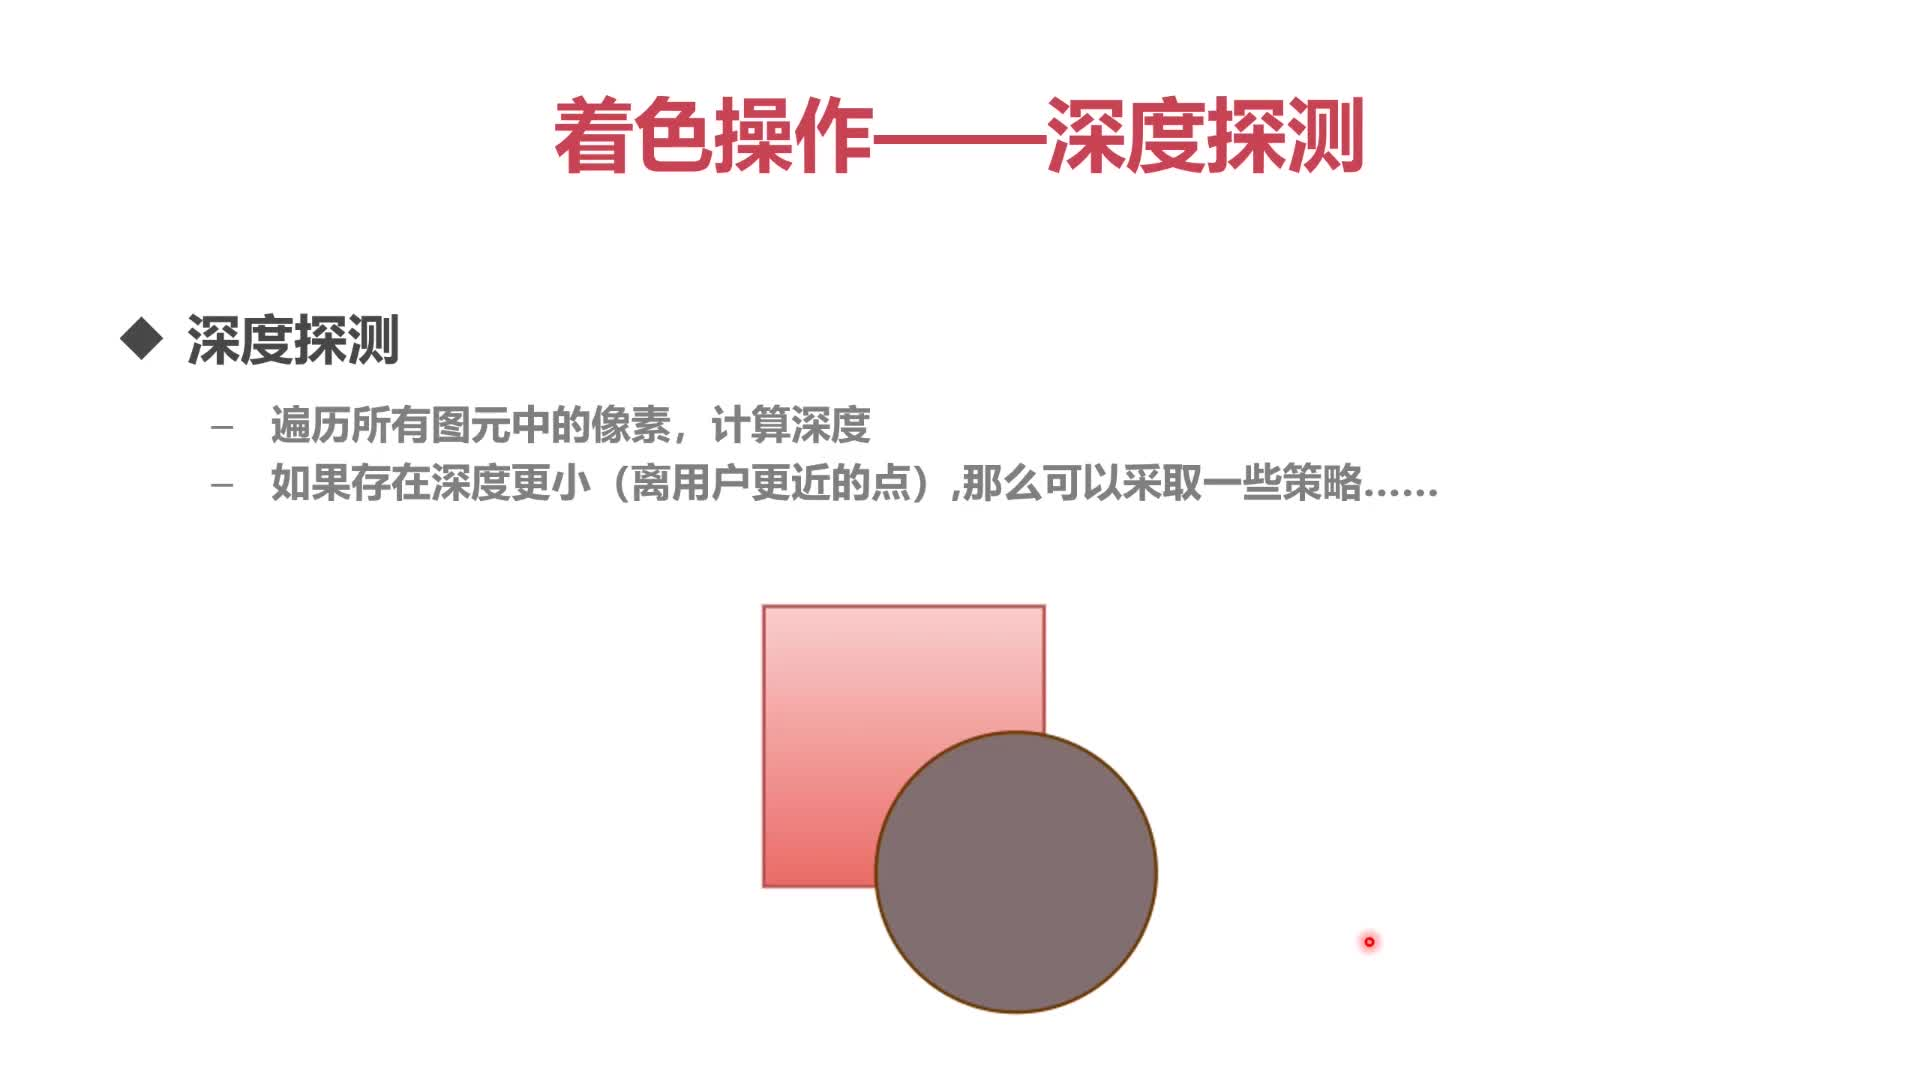 着色操作——深度探测
◆ 深度探测
– 遍历所有图元中的像素，计算深度
– 如果存在深度更小（离用户更近的点）,那么可以采取一些策略……